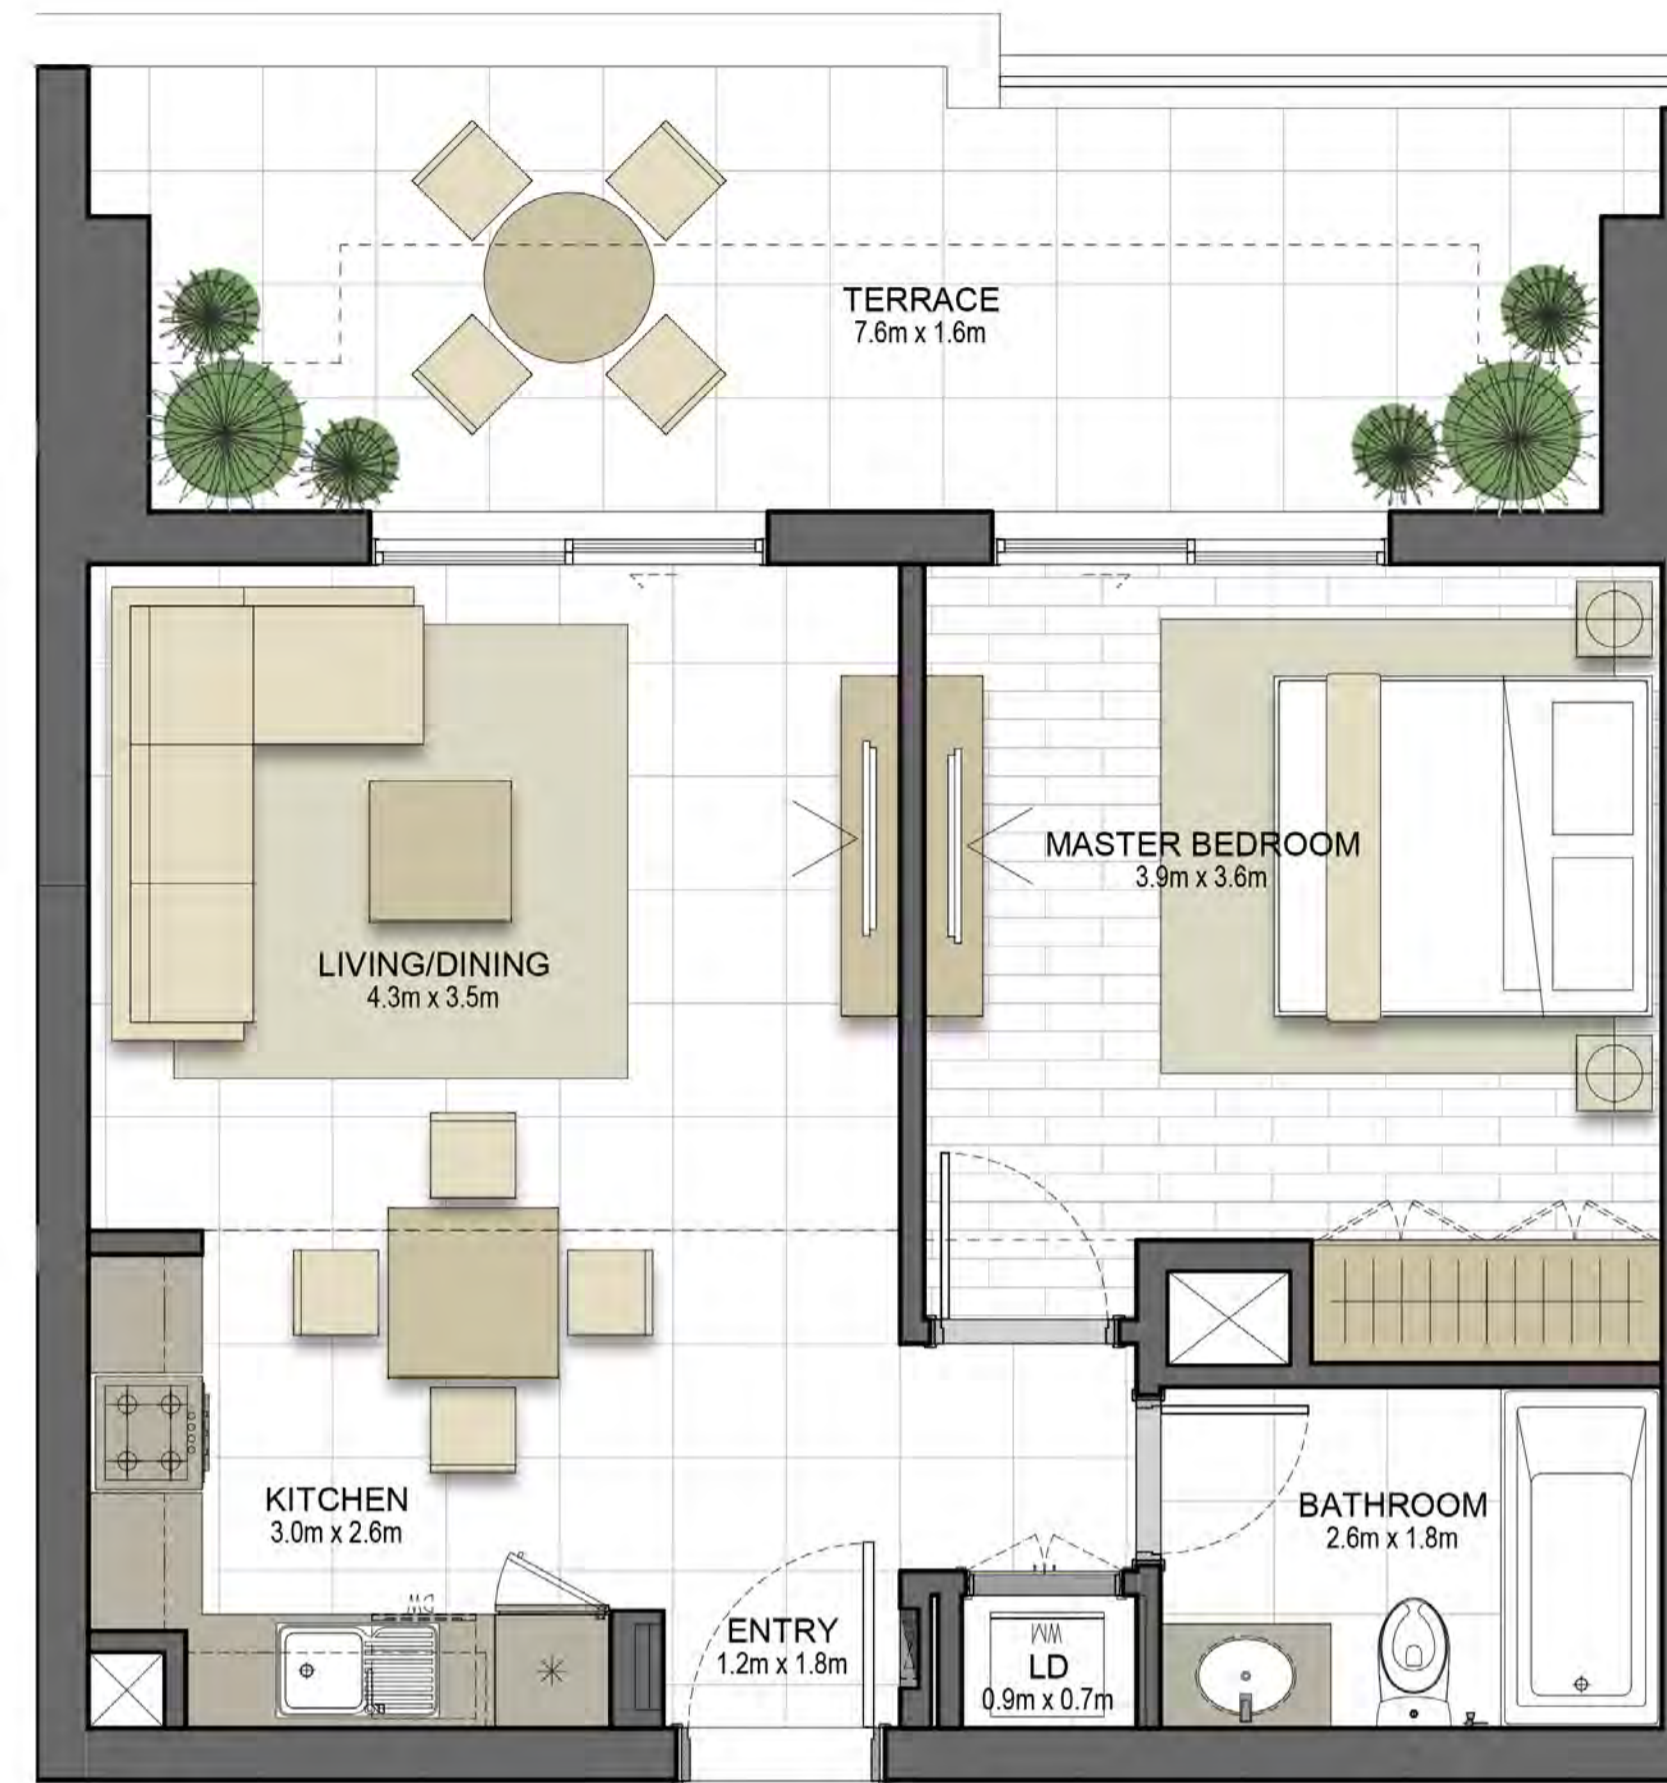 TERRACE
7.6m x 1.6m
MASTER BEDROOM
3.9m x 3.6m
LIVING/DINING
4.3m x 3.5m
KITCHEN
3.0m x 2.6m
BATHROOM
2.6m x 1.8m
DW
ENTRY
1.2m x 1.8m
WM
LD
0.9m x 0.7m